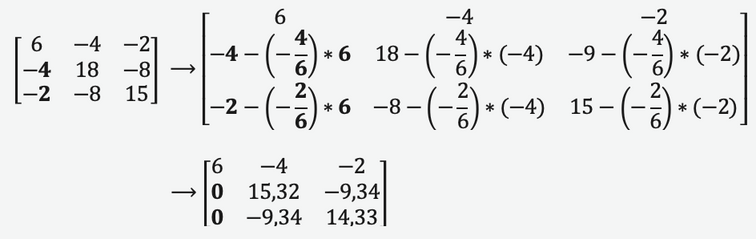 [6 −4 −2
−4 18 −8
−2 −8 15] → [6 −4 −2
−4 − (−4/6) * 6 18 − (−4/6) * (−4) −9 − (−4/6) * (−2)
−2 − (−2/6) * 6 −8 − (−2/6) * (−4) 15 − (−2/6) * (−2)]
→ [6 −4 −2
0 15,32 −9,34
0 −9,34 14,33]